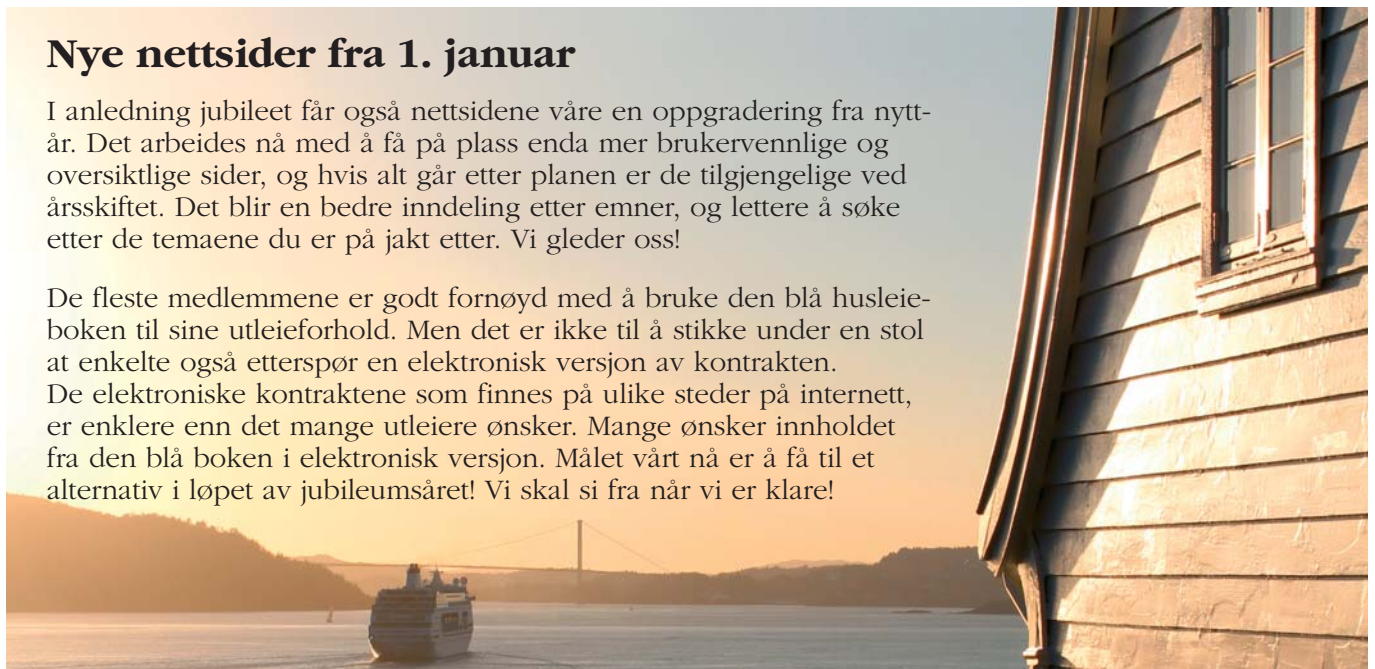 Nye nettsider fra 1. januar
I anledning jubileet får også nettsidene våre en oppgradering fra nytt-
år. Det arbeides nå med å få på plass enda mer brukervennlige og
oversiktlige sider, og hvis alt går etter planen er de tilgjengelige ved
årsskiftet. Det blir en bedre inndeling etter emner, og lettere å søke
etter de temaene du er på jakt etter. Vi gleder oss!
De fleste medlemmene er godt fornøyd med å bruke den blå husleie-
boken til sine utleieforhold. Men det er ikke til å stikke under en stol
at enkelte også etterspør en elektronisk versjon av kontrakten.
De elektroniske kontraktene som finnes på ulike steder på internett,
er enklere enn det mange utleiere ønsker. Mange ønsker innholdet
fra den blå boken i elektronisk versjon. Målet vårt nå er å få til et
alternativ i løpet av jubileumsåret! Vi skal si fra når vi er klare!